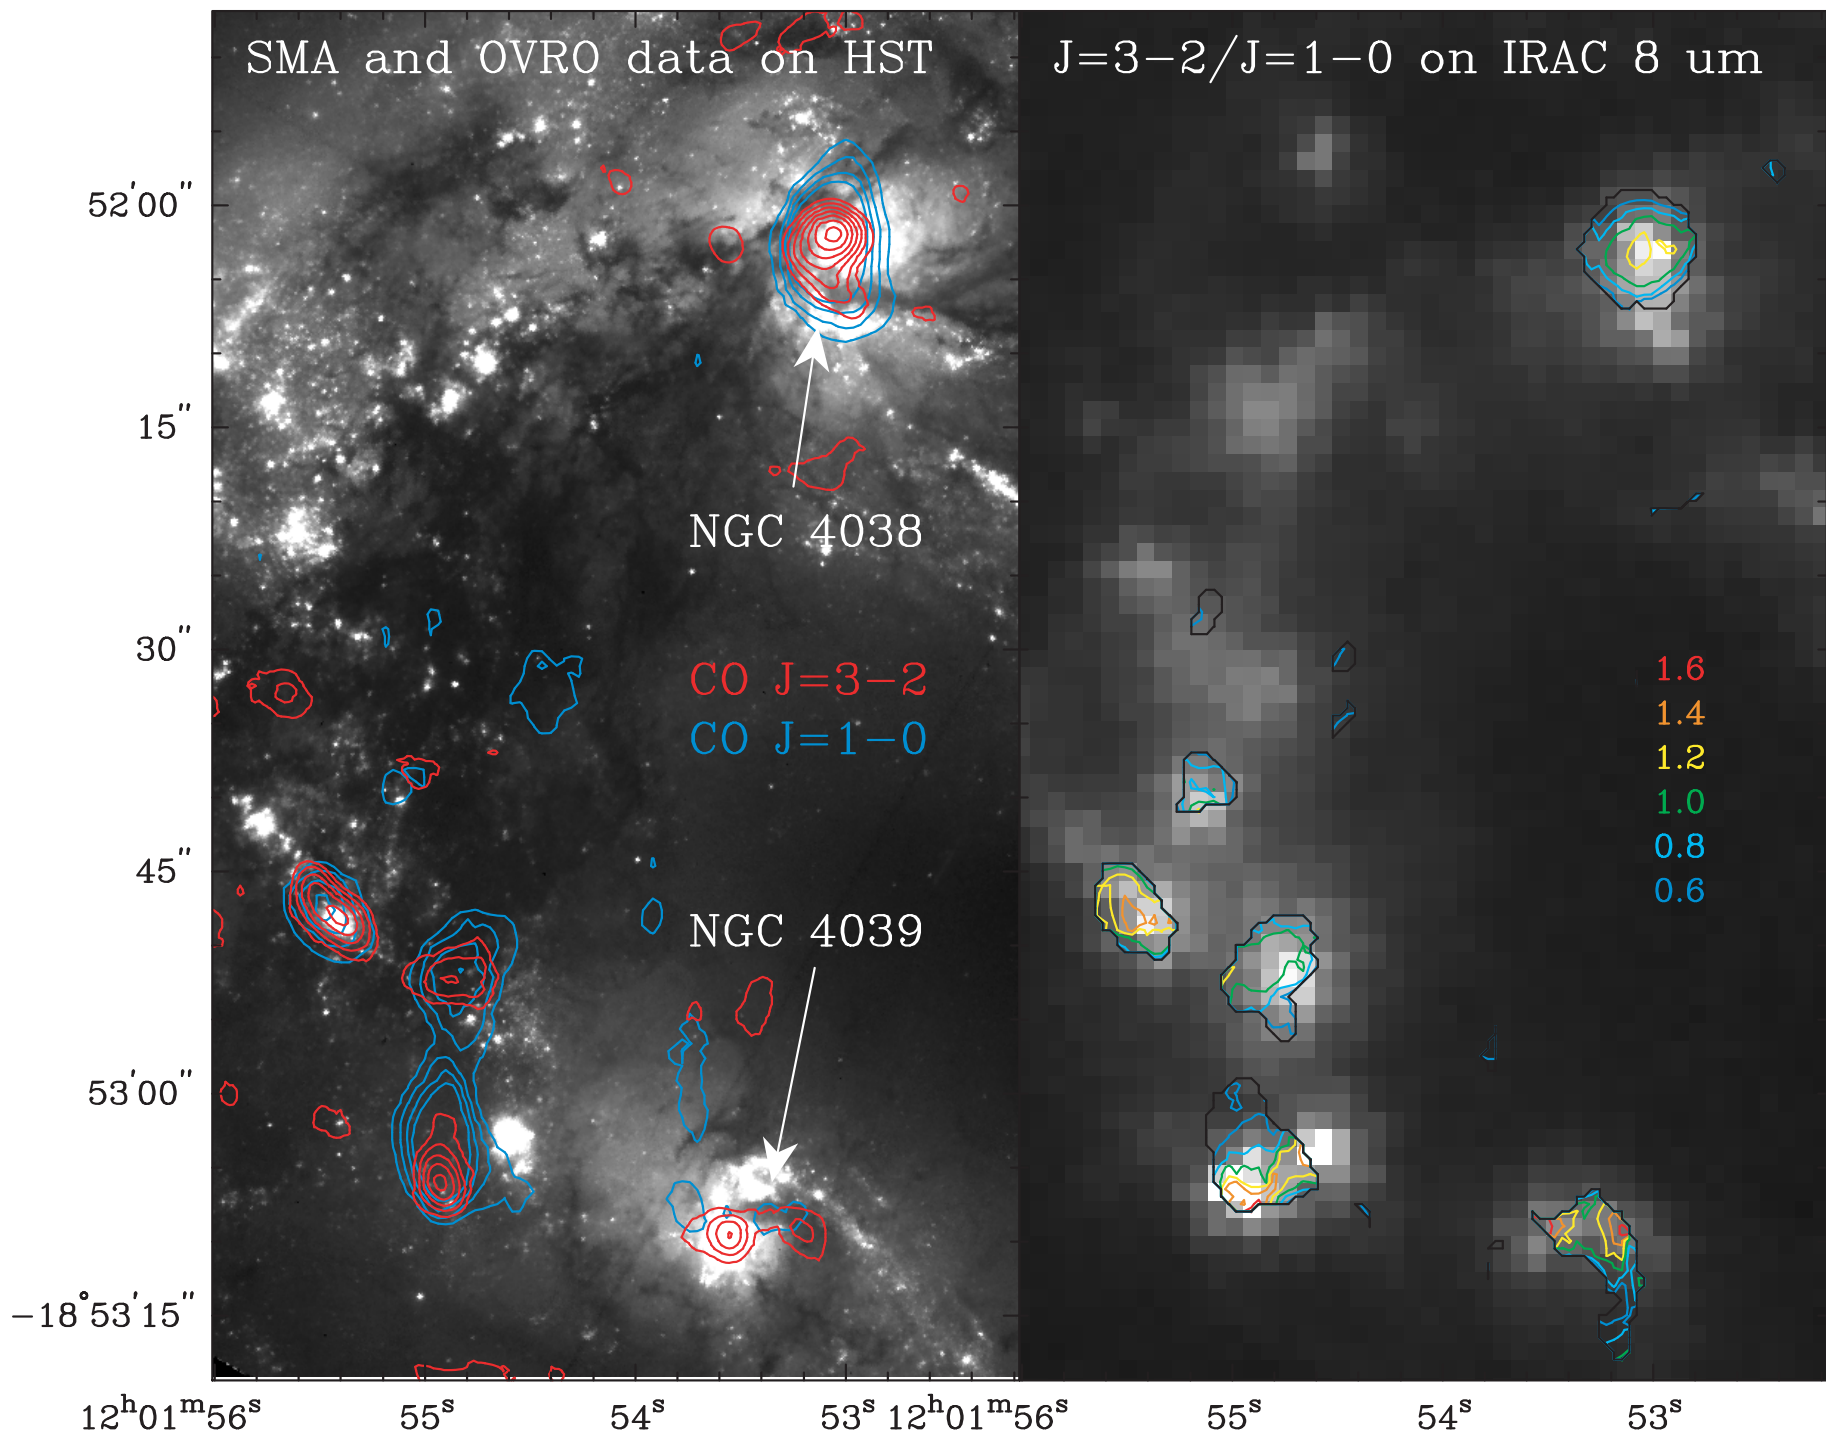 SMA and OVRO data on HST
J=3−2/J=1−0 on IRAC 8 um
52′00″
15″
NGC 4038
30″
CO J=3−2
CO J=1−0
1.6
1.4
1.2
1.0
0.8
0.6
45″
NGC 4039
53′00″
−18°53′15″
12ʰ01ᵐ56ˢ 55ˢ 54ˢ 53ˢ 12ʰ01ᵐ56ˢ 55ˢ 54ˢ 53ˢ